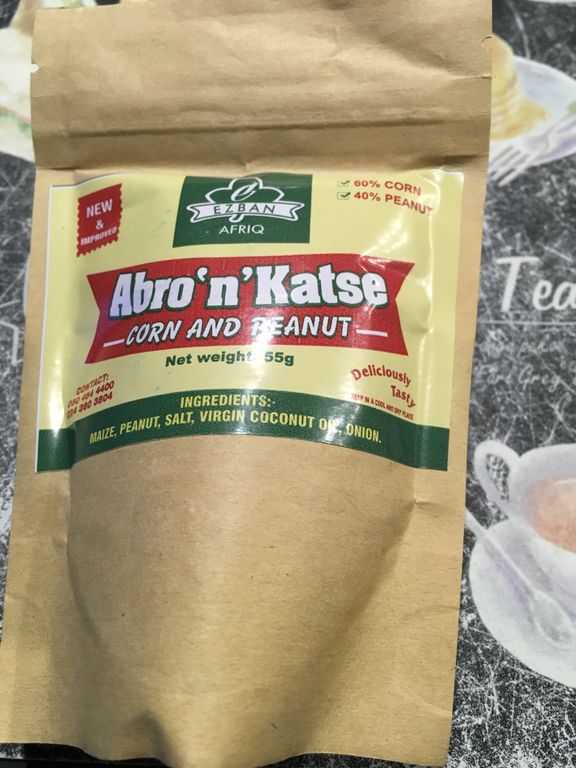 NEW
&
IMPROVED
EZBAN
AFRIQ
60% CORN
40% PEANUT
Abro‘n’Katse
CORN AND PEANUT
Net weight: 55g
CONTACT:
Deliciously
Tasty
KEEP IN A COOL AND DRY PLACE
INGREDIENTS:-
MAIZE, PEANUT, SALT, VIRGIN COCONUT OIL, ONION.
Tea